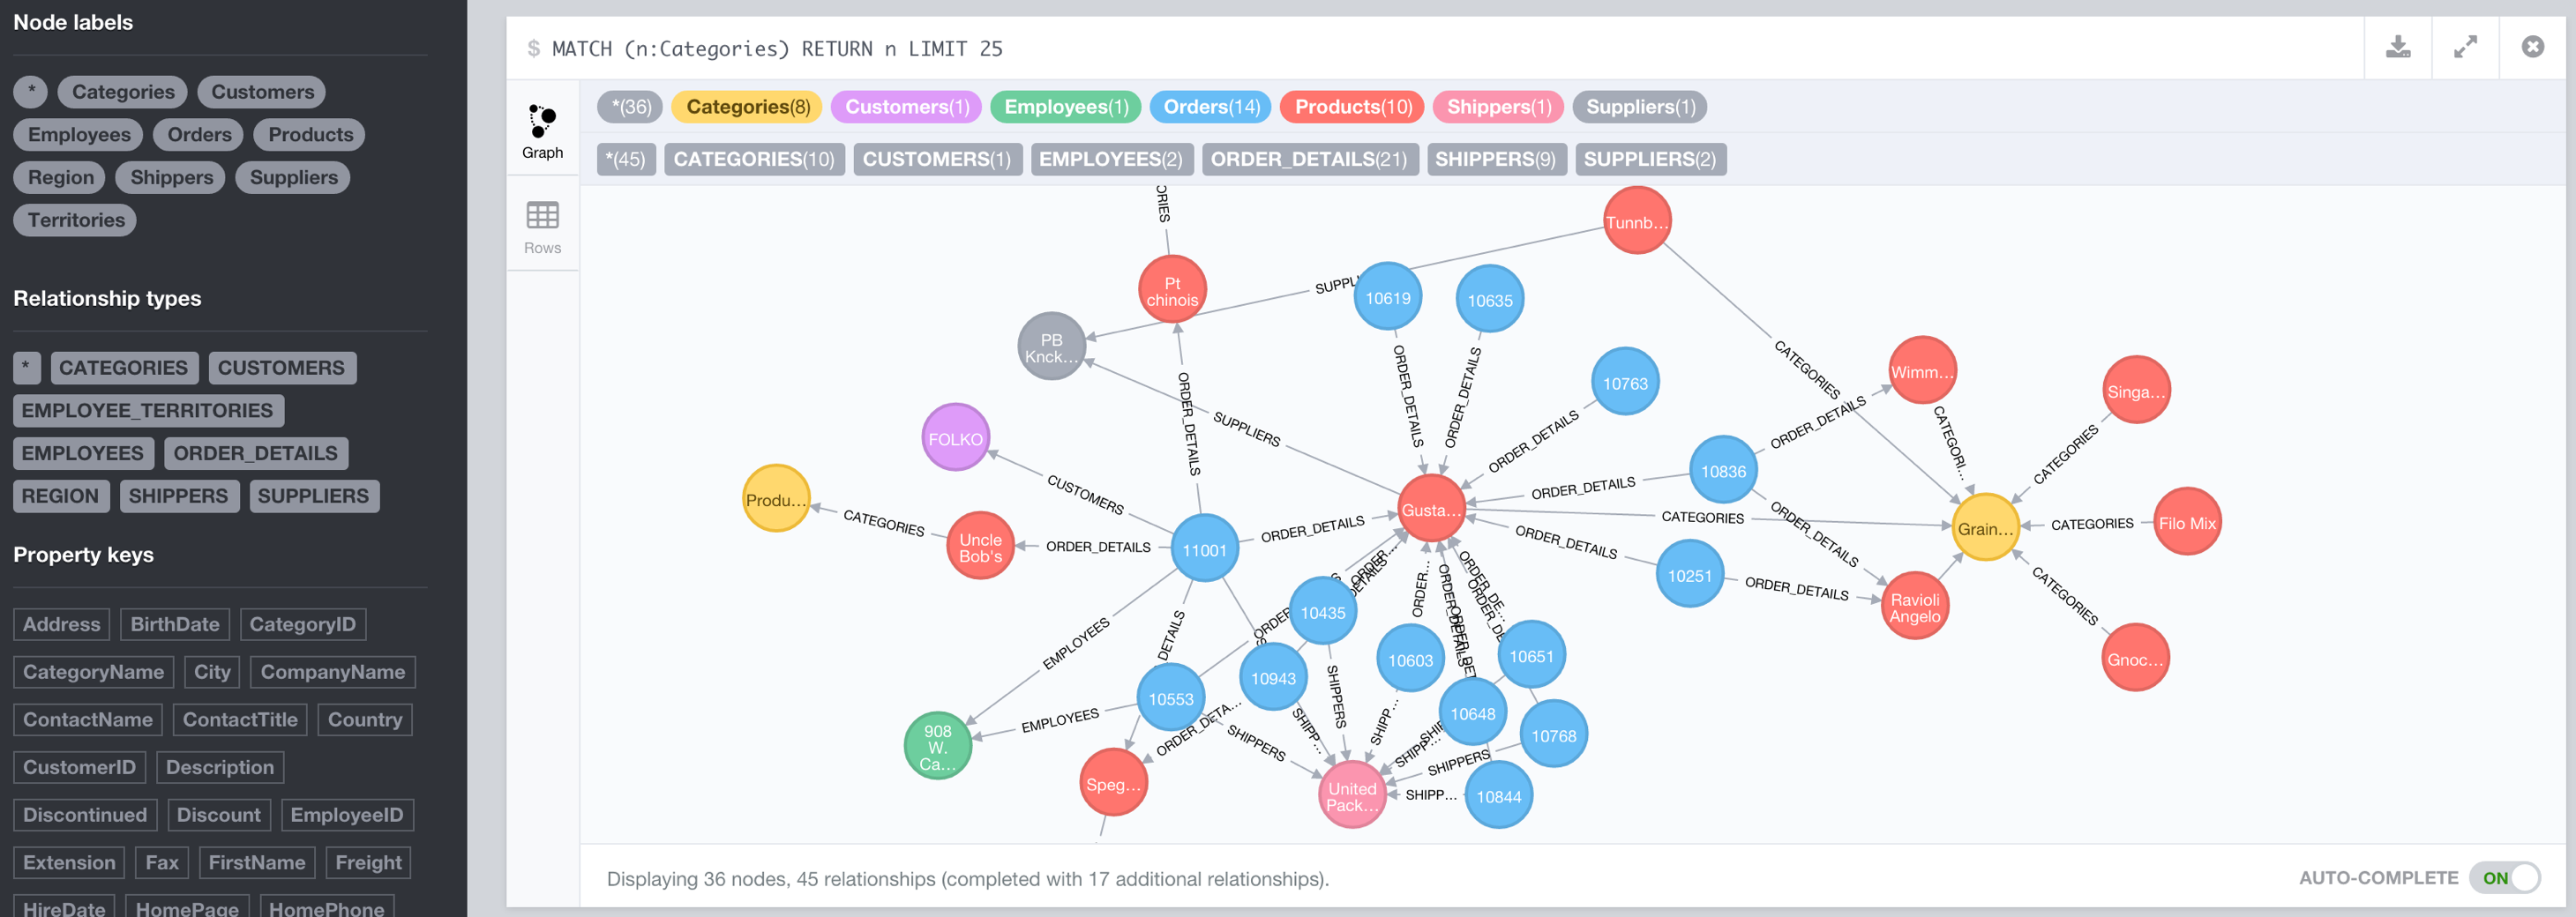 Node labels
* Categories Customers
Employees Orders Products
Region Shippers Suppliers
Territories
Relationship types
* CATEGORIES CUSTOMERS
EMPLOYEE_TERRITORIES
EMPLOYEES ORDER_DETAILS
REGION SHIPPERS SUPPLIERS
Property keys
Address BirthDate CategoryID
CategoryName City CompanyName
ContactName ContactTitle Country
CustomerID Description
Discontinued Discount EmployeeID
Extension Fax FirstName Freight
HireDate HomePage HomePhone
$ MATCH (n:Categories) RETURN n LIMIT 25
Graph
Rows
*(36) Categories(8) Customers(1) Employees(1) Orders(14) Products(10) Shippers(1) Suppliers(1)
*(45) CATEGORIES(10) CUSTOMERS(1) EMPLOYEES(2) ORDER_DETAILS(21) SHIPPERS(9) SUPPLIERS(2)
ORIES
Tunnb...
Pt
chinois
SUPPL
10619
10635
PB
Knck...
CATEGORIES
ORDER_DETAILS
ORDER_DETAILS
ORDER_DETAILS
10763
Wimm...
Singa...
SUPPLIERS
ORDER_DETAILS
ORDER_DETAILS
CATEGORI...
CATEGORIES
FOLKO
10836
CUSTOMERS
ORDER_DETAILS
Produ...
CATEGORIES
Gusta...
CATEGORIES
ORDER_DETAILS
Grain...
CATEGORIES
Filo Mix
Uncle
Bob's
ORDER_DETAILS
11001
ORDER_DETAILS
ORDER_DETAILS
10251
ORDER_DETAILS
Ravioli
Angelo
CATEGORIES
Gnoc...
ORDER...
DETAILS
ORDER_DE...
ORDER...
ORDER_DETAILS
10435
ORDER
EMPLOYEES
DETAILS
10603
10651
10943
10553
SHIPPERS
10648
10768
EMPLOYEES
ORDER_DETA...
SHIPPERS
SHIPP...
SHIPP...
SHIPP...
SHIPPERS
908
W.
Ca...
Speg...
United
Pack...
SHIPP...
10844
Displaying 36 nodes, 45 relationships (completed with 17 additional relationships).
AUTO-COMPLETE ON